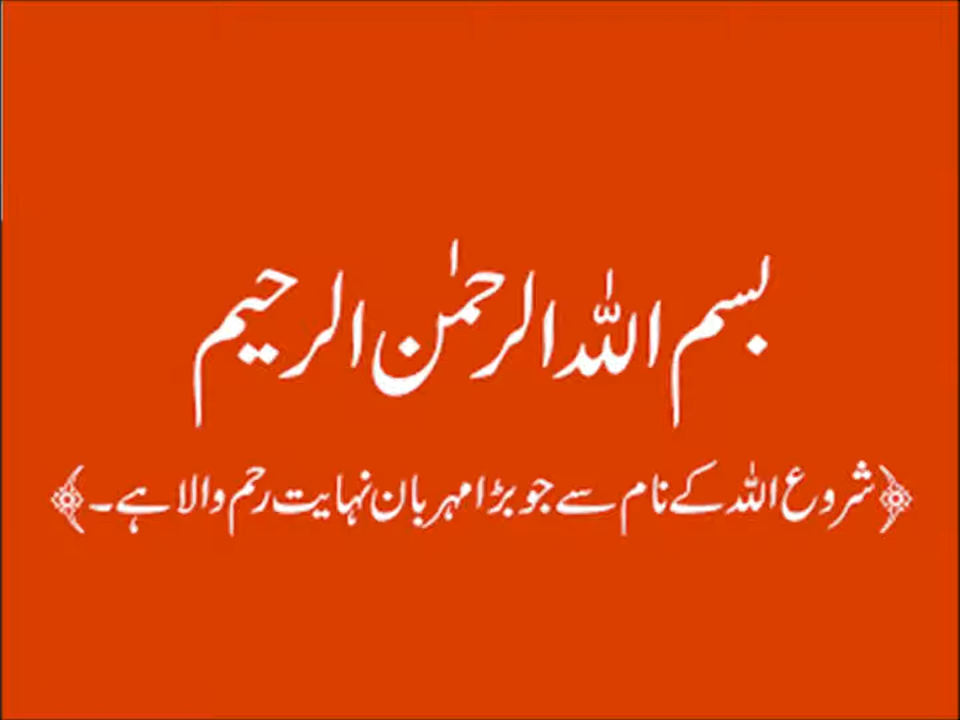 بسم اللہ الرحمٰن الرحیم
﴿شروع اللہ کے نام سے جو بڑا مہربان نہایت رحم والا ہے۔﴾